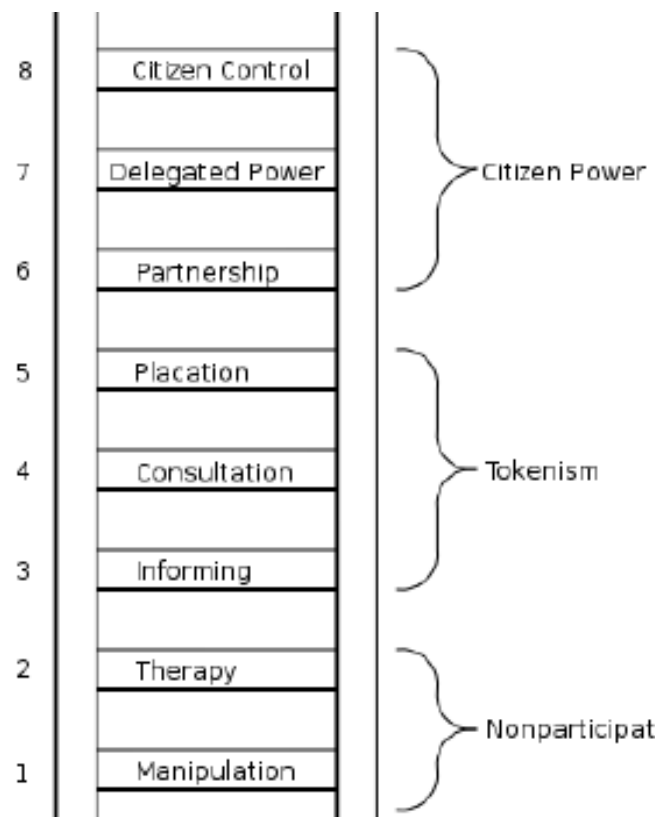 8 Citizen Control
7 Delegated Power
Citizen Power
6 Partnership
5 Placation
4 Consultation
Tokenism
3 Informing
2 Therapy
Nonparticipat
1 Manipulation